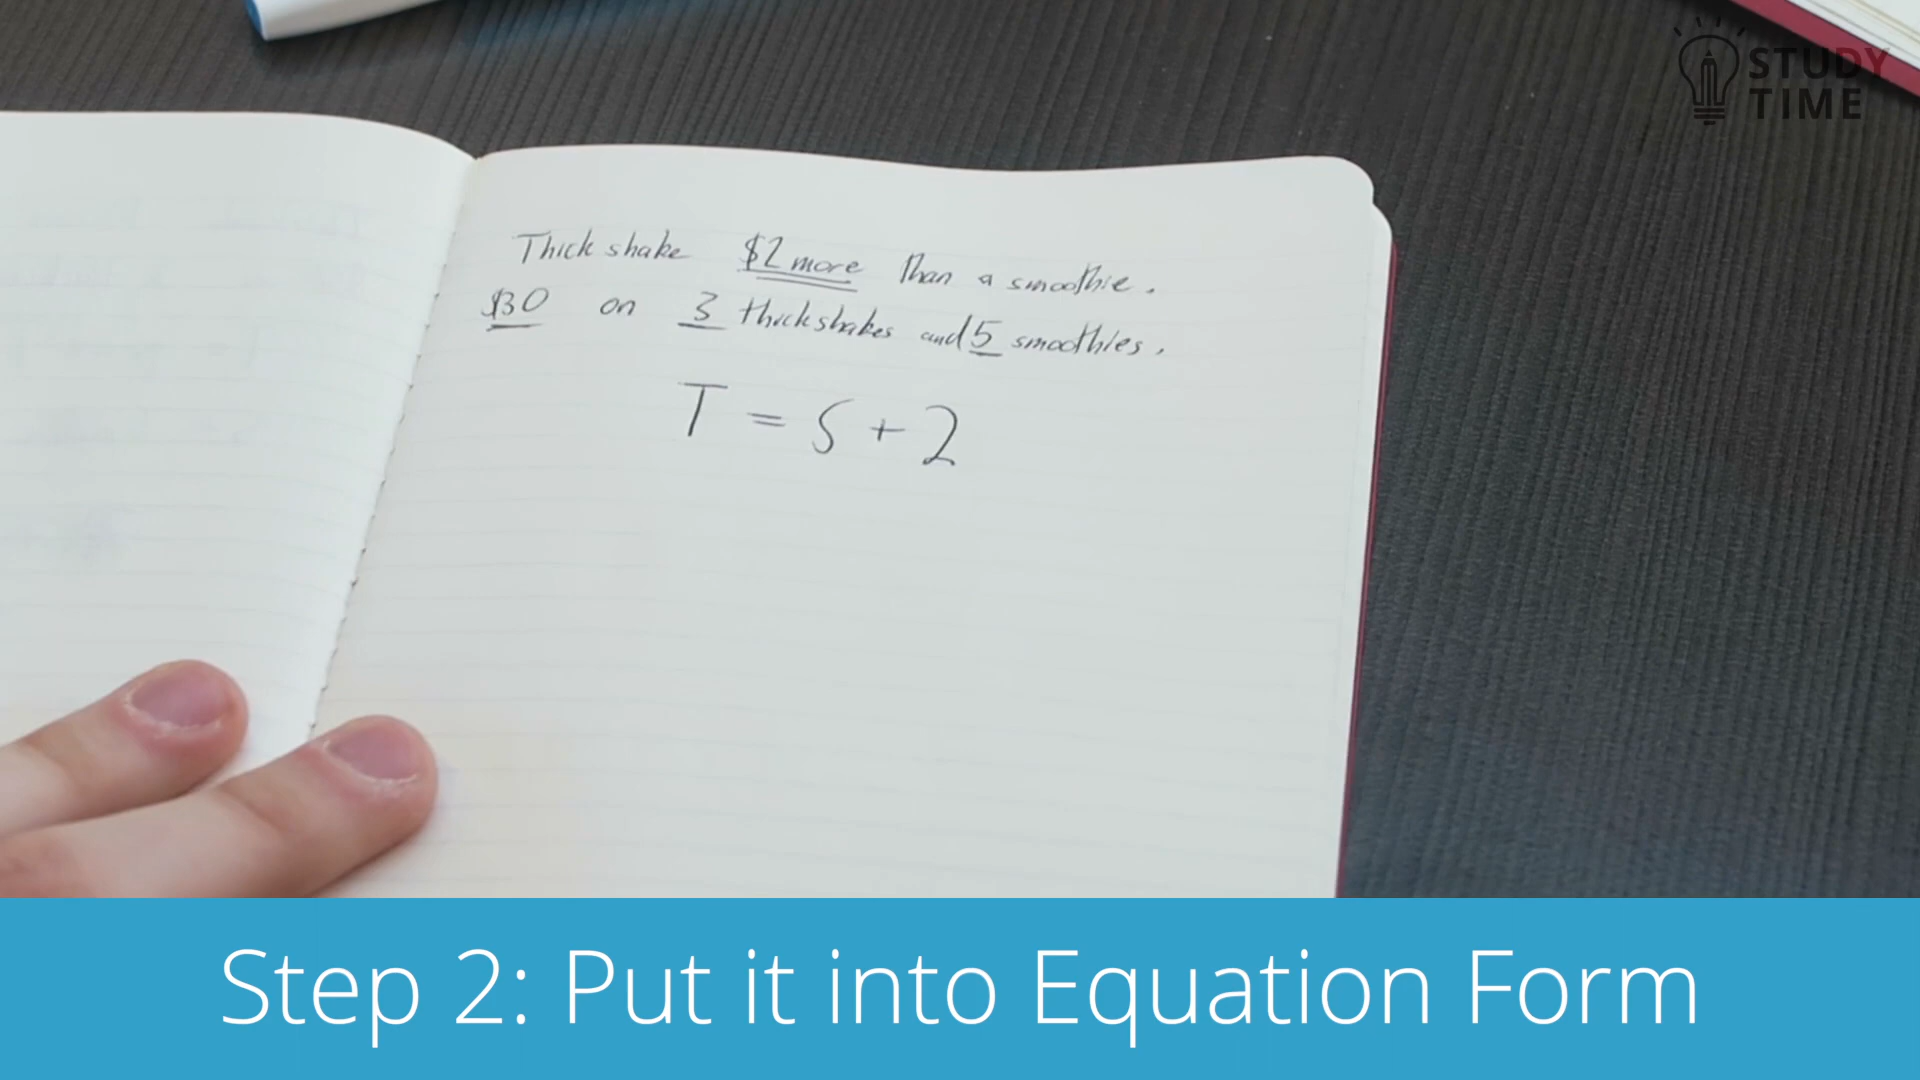 STUDY
TIME
Thick shake $2 more than a smoothie.
$30 on 3 thickshakes and 5 smoothies.
T = S + 2
Step 2: Put it into Equation Form